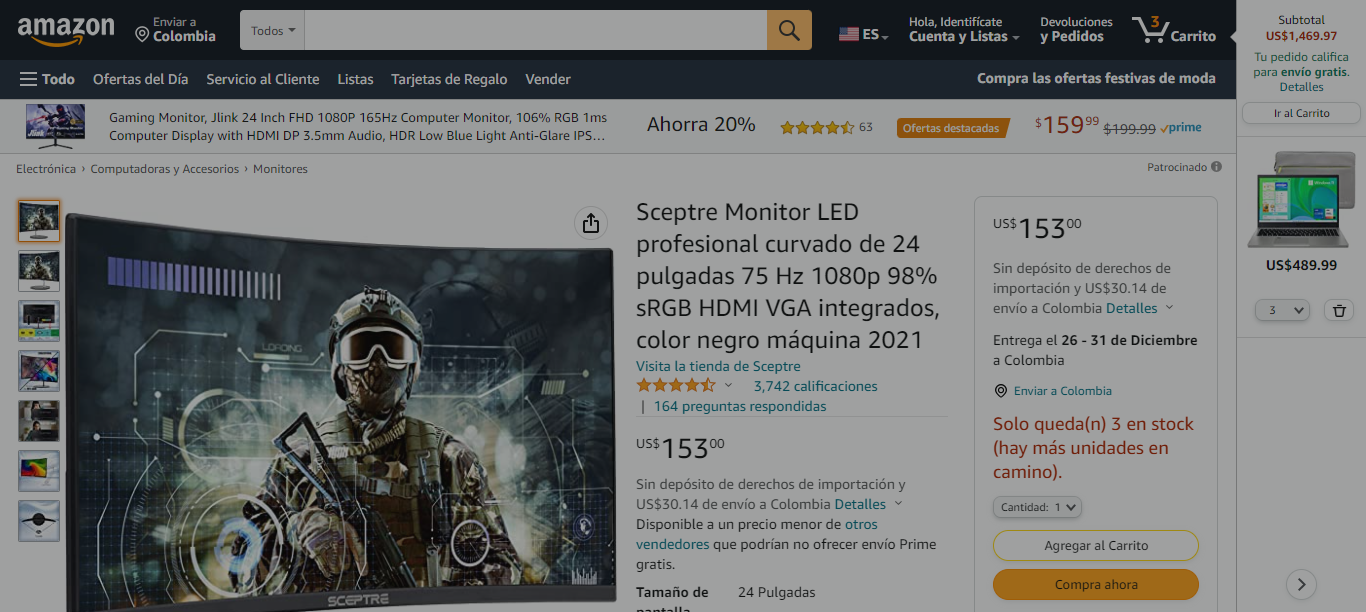 amazon
Enviar a
Colombia
Todos
ES
Hola, Identifícate
Cuenta y Listas
Devoluciones
y Pedidos
3
Carrito
Subtotal
US$1,469.97
Tu pedido califica
para envío gratis.
Detalles
Ir al Carrito
US$489.99
3
Todo
Ofertas del Día
Servicio al Cliente
Listas
Tarjetas de Regalo
Vender
Compra las ofertas festivas de moda
Jlink
Gaming Monitor, Jlink 24 Inch FHD 1080P 165Hz Computer Monitor, 106% RGB 1ms
Computer Display with HDMI DP 3.5mm Audio, HDR Low Blue Light Anti-Glare IPS…
Ahorra 20%
63
Ofertas destacadas
$15999 $199.99 prime
Electrónica › Computadoras y Accesorios › Monitores
Patrocinado
LOADING
SCEPTRE
Sceptre Monitor LED
profesional curvado de 24
pulgadas 75 Hz 1080p 98%
sRGB HDMI VGA integrados,
color negro máquina 2021
Visita la tienda de Sceptre
3,742 calificaciones
| 164 preguntas respondidas
US$15300
Sin depósito de derechos de importación y
US$30.14 de envío a Colombia Detalles
Disponible a un precio menor de otros
vendedores que podrían no ofrecer envío Prime
gratis.
Tamaño de
pantalla
24 Pulgadas
US$15300
Sin depósito de derechos de
importación y US$30.14 de
envío a Colombia Detalles
Entrega el 26 - 31 de Diciembre
a Colombia
Enviar a Colombia
Solo queda(n) 3 en stock
(hay más unidades en
camino).
Cantidad: 1
Agregar al Carrito
Compra ahora